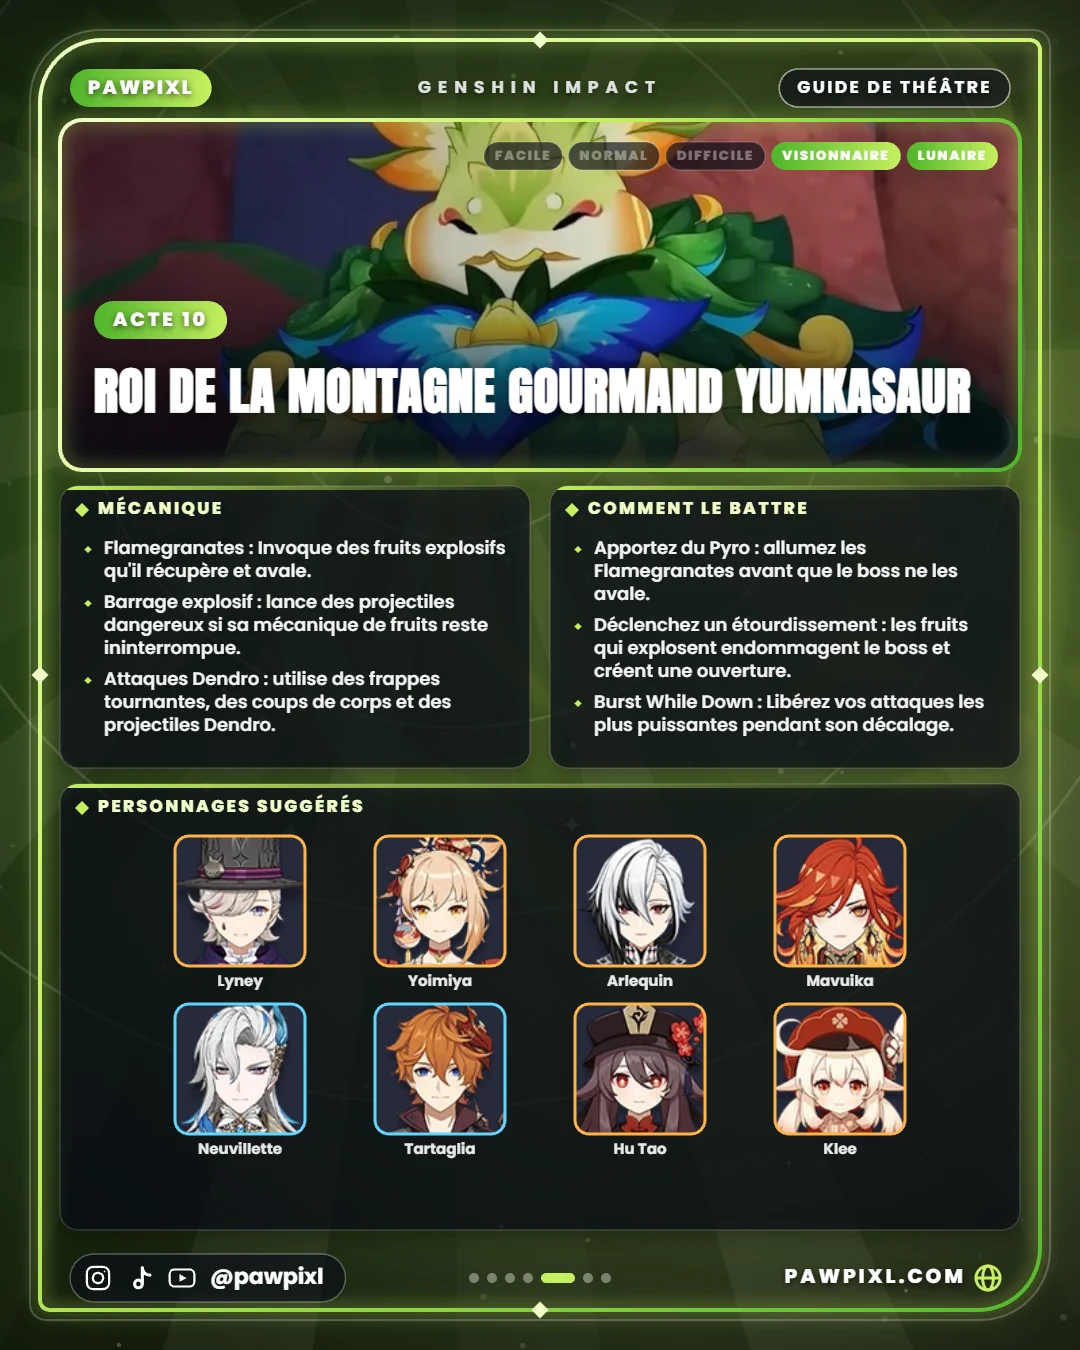 PAWPIXL
GENSHIN IMPACT
GUIDE DE THÉÂTRE
FACILE
NORMAL
DIFFICILE
VISIONNAIRE
LUNAIRE
ACTE 10
ROI DE LA MONTAGNE GOURMAND YUMKASAUR
MÉCANIQUE
Flamegranates : Invoque des fruits explosifs
qu'il récupère et avale.
Barrage explosif : lance des projectiles
dangereux si sa mécanique de fruits reste
ininterrompue.
Attaques Dendro : utilise des frappes
tournantes, des coups de corps et des
projectiles Dendro.
COMMENT LE BATTRE
Apportez du Pyro : allumez les
Flamegranates avant que le boss ne les
avale.
Déclenchez un étourdissement : les fruits
qui explosent endommagent le boss et
créent une ouverture.
Burst While Down : Libérez vos attaques les
plus puissantes pendant son décalage.
PERSONNAGES SUGGÉRÉS
Lyney
Yoimiya
Arlequin
Mavuika
Neuvillette
Tartaglia
Hu Tao
Klee
@pawpixl
PAWPIXL.COM